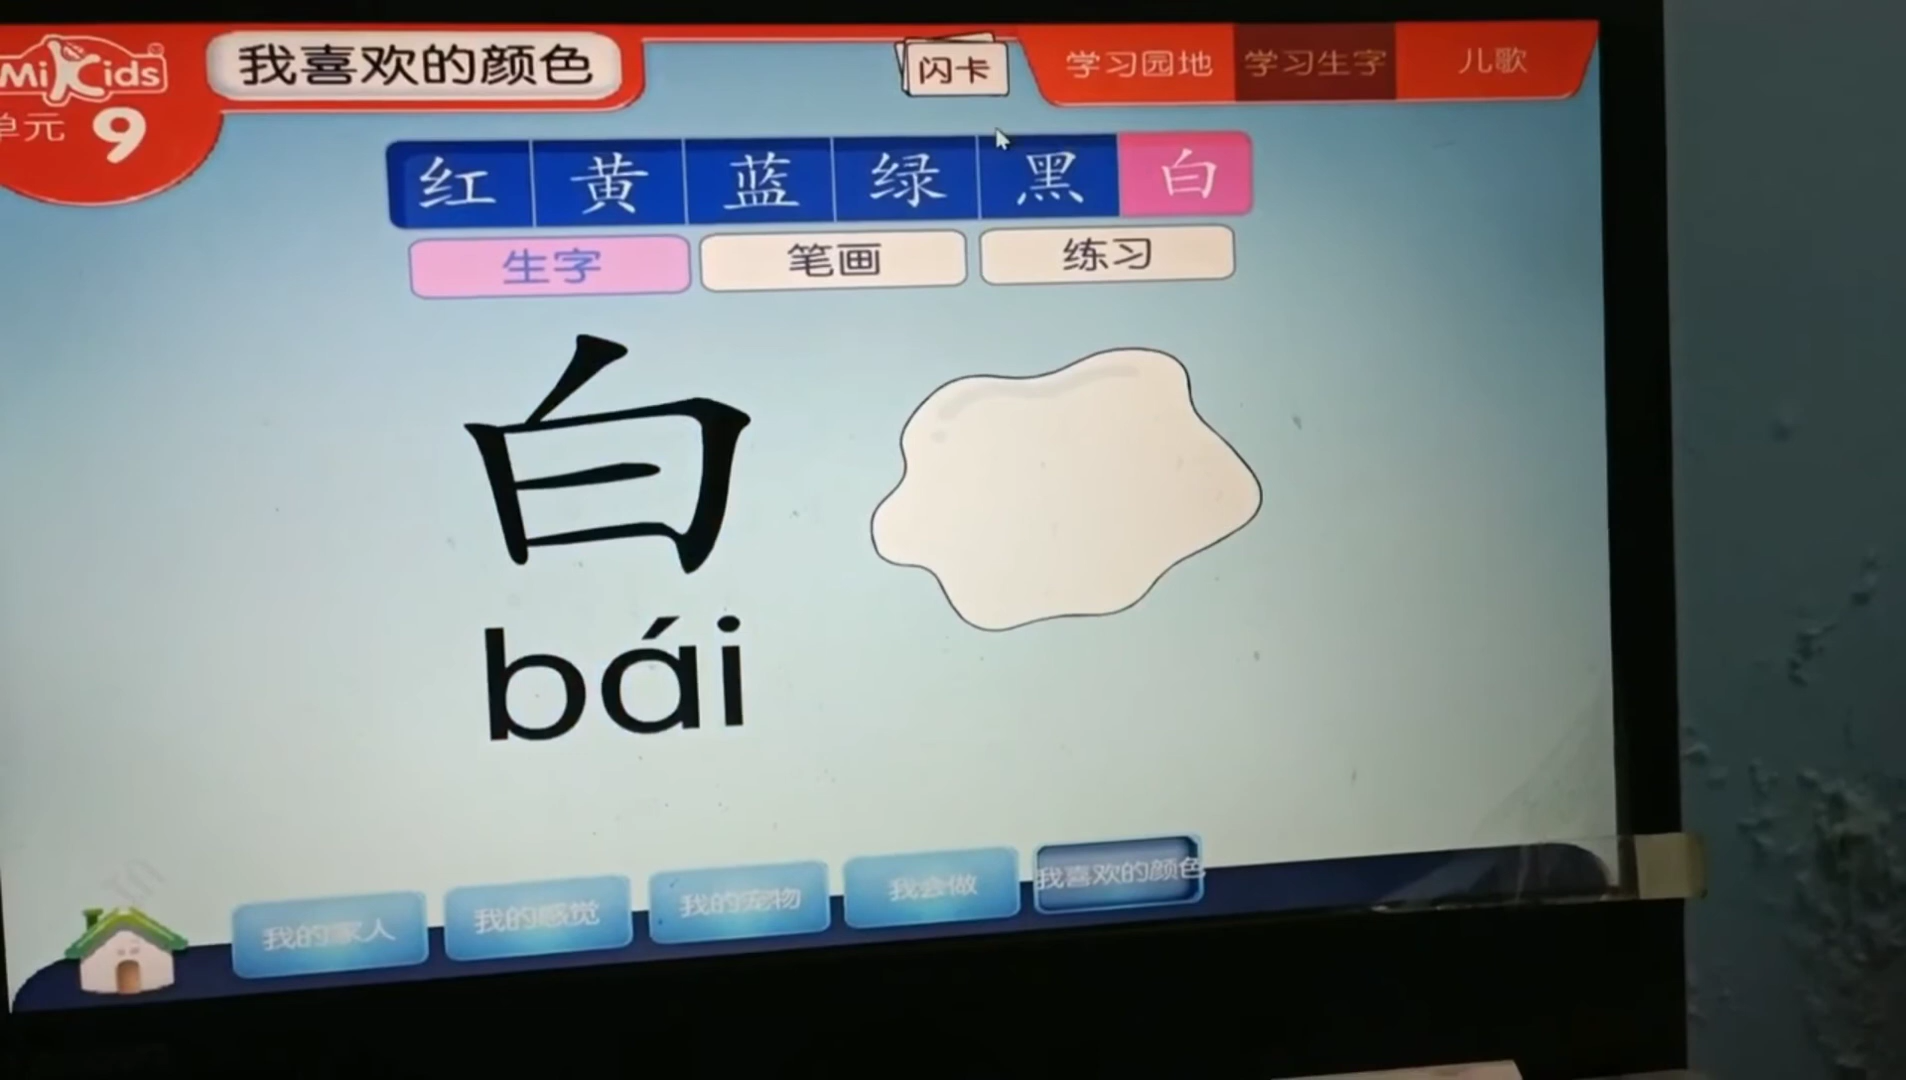 MiKids
我喜欢的颜色
闪卡
学习园地
学习生字
儿歌
单元 9
红 黄 蓝 绿 黑 白
生字
笔画
练习
白
bái
我的家人
我的感觉
我的宠物
我会做
我喜欢的颜色